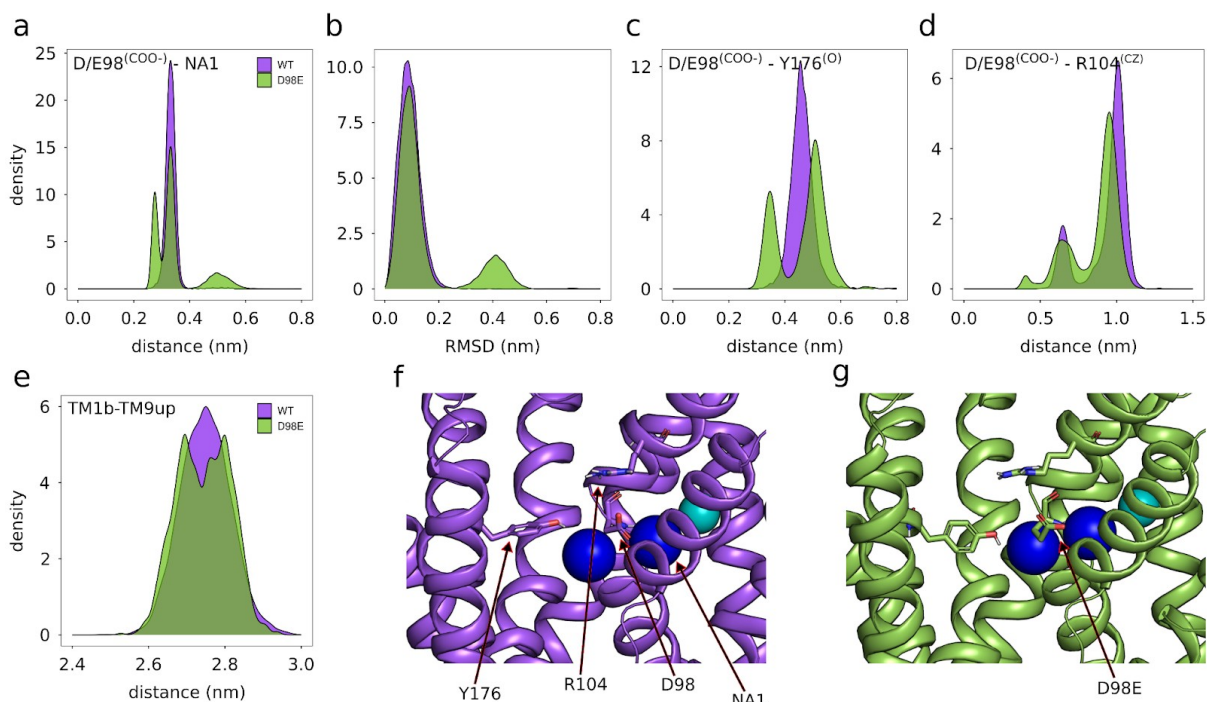 a
D/E98(COO-) - NA1
WT
D98E
25
20
15
10
5
0
density
0.0 0.2 0.4 0.6 0.8
distance (nm)
b
10.0
7.5
5.0
2.5
0.0
0.0 0.2 0.4 0.6 0.8
RMSD (nm)
c
D/E98(COO-) - Y176(O)
12
8
4
0
0.0 0.2 0.4 0.6 0.8
distance (nm)
d
D/E98(COO-) - R104(CZ)
6
4
2
0
0.0 0.5 1.0 1.5
distance (nm)
e
TM1b-TM9up
WT
D98E
6
4
2
0
density
2.4 2.6 2.8 3.0
distance (nm)
f
Y176
R104
D98
NA1
g
D98E